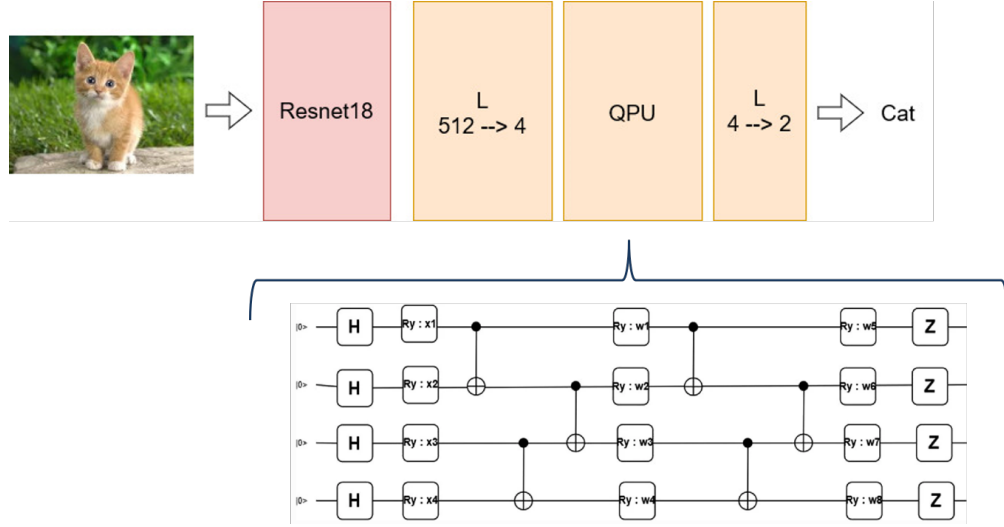 Resnet18
L
512 --> 4
QPU
L
4 --> 2
Cat
|0> H Ry : x1 Ry : w1 Ry : w5 Z
|0> H Ry : x2 Ry : w2 Ry : w6 Z
|0> H Ry : x3 Ry : w3 Ry : w7 Z
|0> H Ry : x4 Ry : w4 Ry : w8 Z